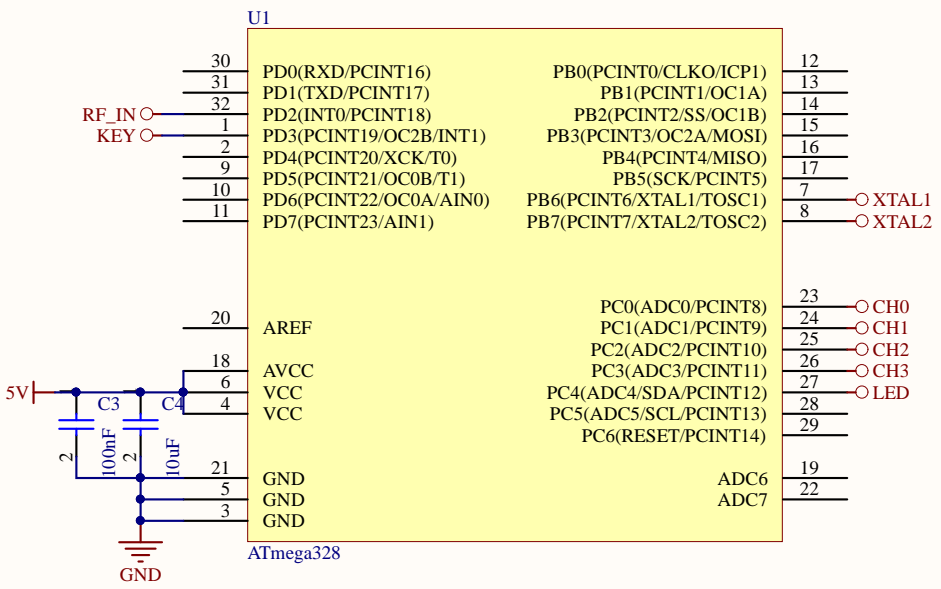 U1
30 PD0(RXD/PCINT16) PB0(PCINT0/CLKO/ICP1) 12
31 PD1(TXD/PCINT17) PB1(PCINT1/OC1A) 13
RF_IN 32 PD2(INT0/PCINT18) PB2(PCINT2/SS/OC1B) 14
KEY 1 PD3(PCINT19/OC2B/INT1) PB3(PCINT3/OC2A/MOSI) 15
2 PD4(PCINT20/XCK/T0) PB4(PCINT4/MISO) 16
9 PD5(PCINT21/OC0B/T1) PB5(SCK/PCINT5) 17
10 PD6(PCINT22/OC0A/AIN0) PB6(PCINT6/XTAL1/TOSC1) 7 XTAL1
11 PD7(PCINT23/AIN1) PB7(PCINT7/XTAL2/TOSC2) 8 XTAL2
PC0(ADC0/PCINT8) 23 CH0
20 AREF PC1(ADC1/PCINT9) 24 CH1
PC2(ADC2/PCINT10) 25 CH2
18 AVCC PC3(ADC3/PCINT11) 26 CH3
5V 6 VCC PC4(ADC4/SDA/PCINT12) 27 LED
C3 C4 4 VCC PC5(ADC5/SCL/PCINT13) 28
PC6(RESET/PCINT14) 29
2 100nF 2 10uF
21 GND ADC6 19
5 GND ADC7 22
3 GND
ATmega328
GND